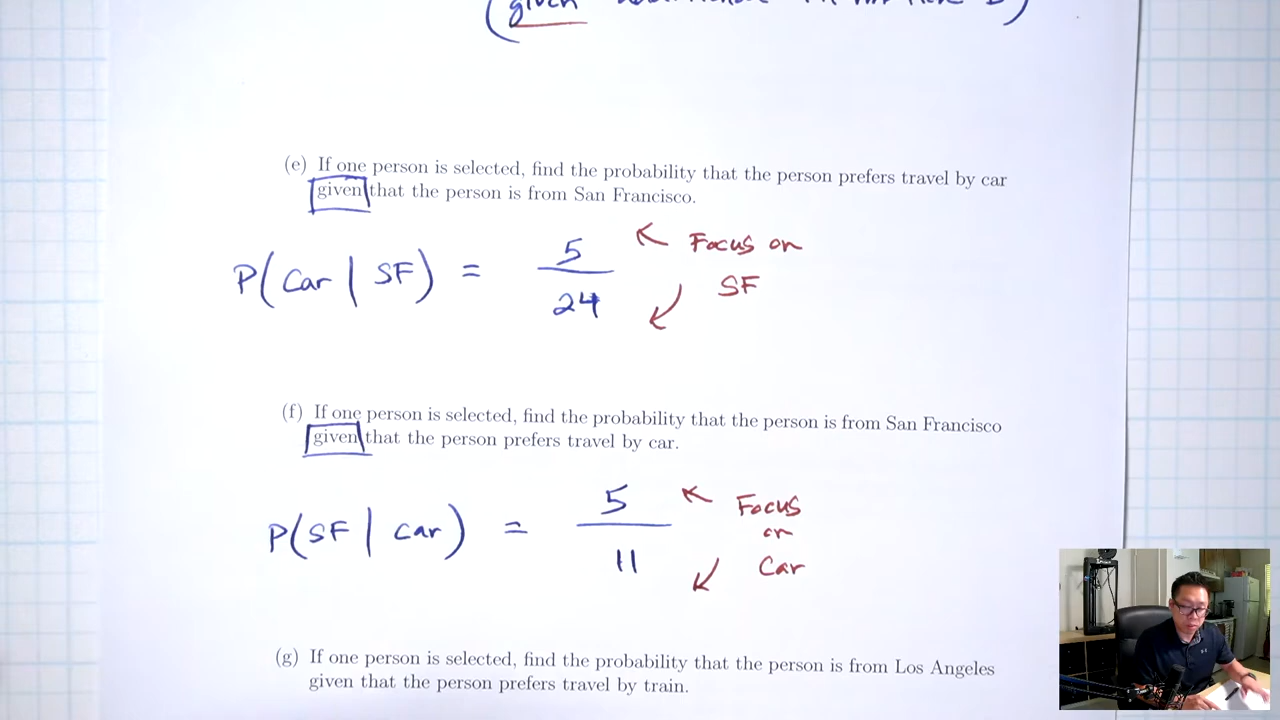 (given
(e) If one person is selected, find the probability that the person prefers travel by car
given that the person is from San Francisco.
P(Car | SF) = 5/24
Focus on
SF
(f) If one person is selected, find the probability that the person is from San Francisco
given that the person prefers travel by car.
P(SF | Car) = 5/11
Focus
on
Car
(g) If one person is selected, find the probability that the person is from Los Angeles
given that the person prefers travel by train.